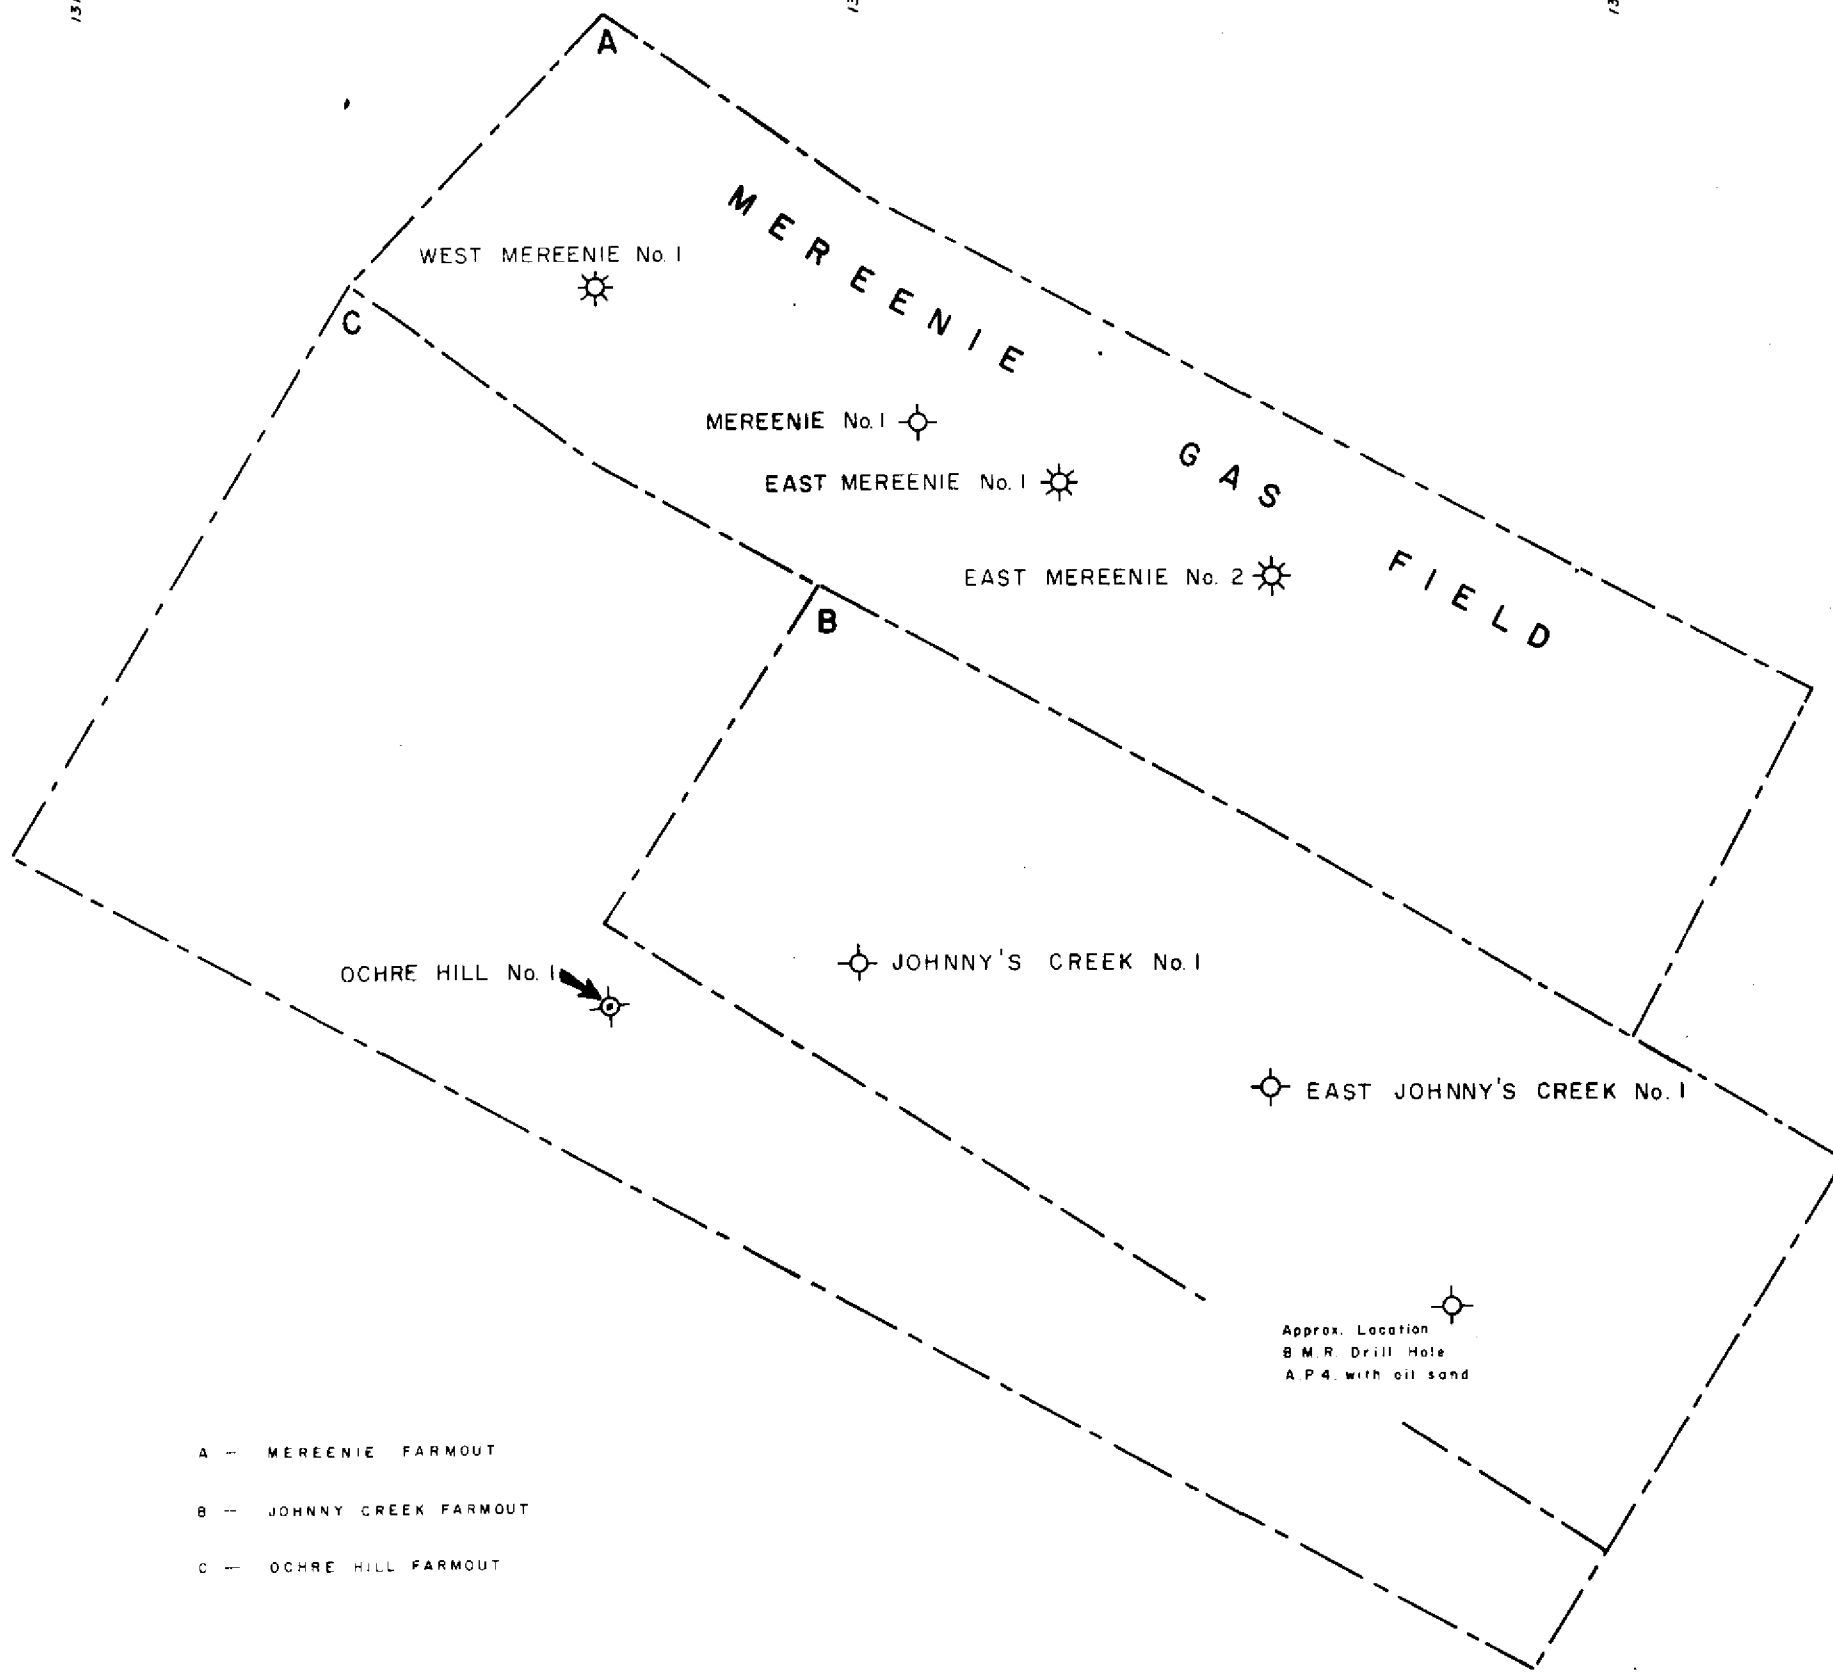 A
MEREENIE GAS FIELD
WEST MEREENIE No. 1
C
MEREENIE No. 1
EAST MEREENIE No. 1
EAST MEREENIE No. 2
B
OCHRE HILL No. 1
JOHNNY'S CREEK No. 1
EAST JOHNNY'S CREEK No. 1
Approx. Location
B.M.R. Drill Hole
A.P.4. with oil sand
A - MEREENIE FARMOUT
B - JOHNNY CREEK FARMOUT
C - OCHRE HILL FARMOUT